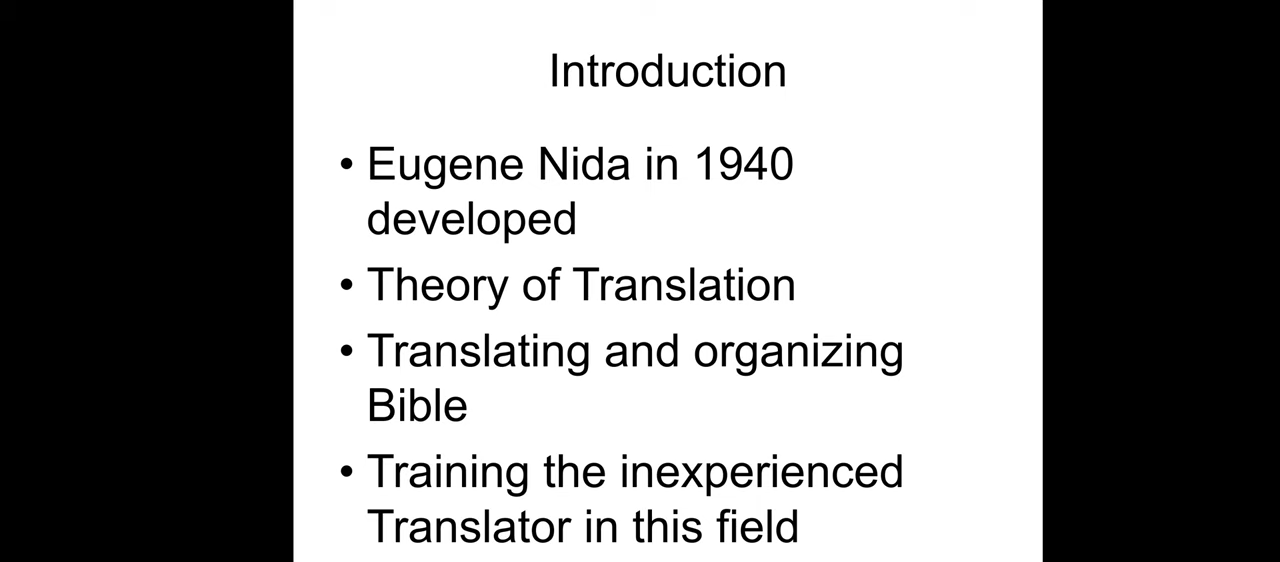 Introduction
• Eugene Nida in 1940
developed
• Theory of Translation
• Translating and organizing
Bible
• Training the inexperienced
Translator in this field